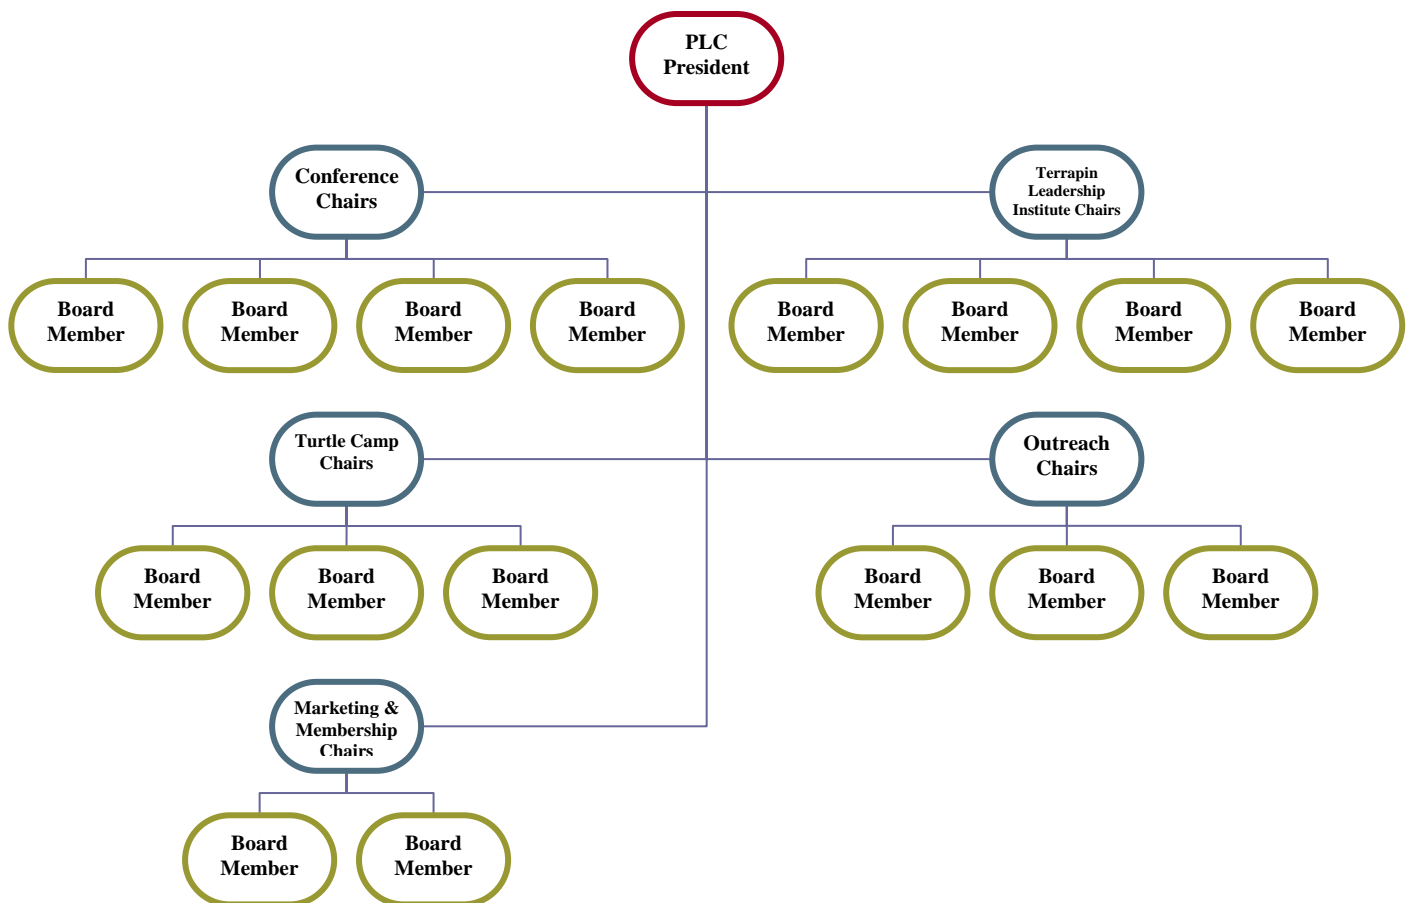 PLC
President
Conference
Chairs
Terrapin
Leadership
Institute Chairs
Board
Member
Board
Member
Board
Member
Board
Member
Board
Member
Board
Member
Board
Member
Board
Member
Turtle Camp
Chairs
Outreach
Chairs
Board
Member
Board
Member
Board
Member
Board
Member
Board
Member
Board
Member
Marketing &
Membership
Chairs
Board
Member
Board
Member